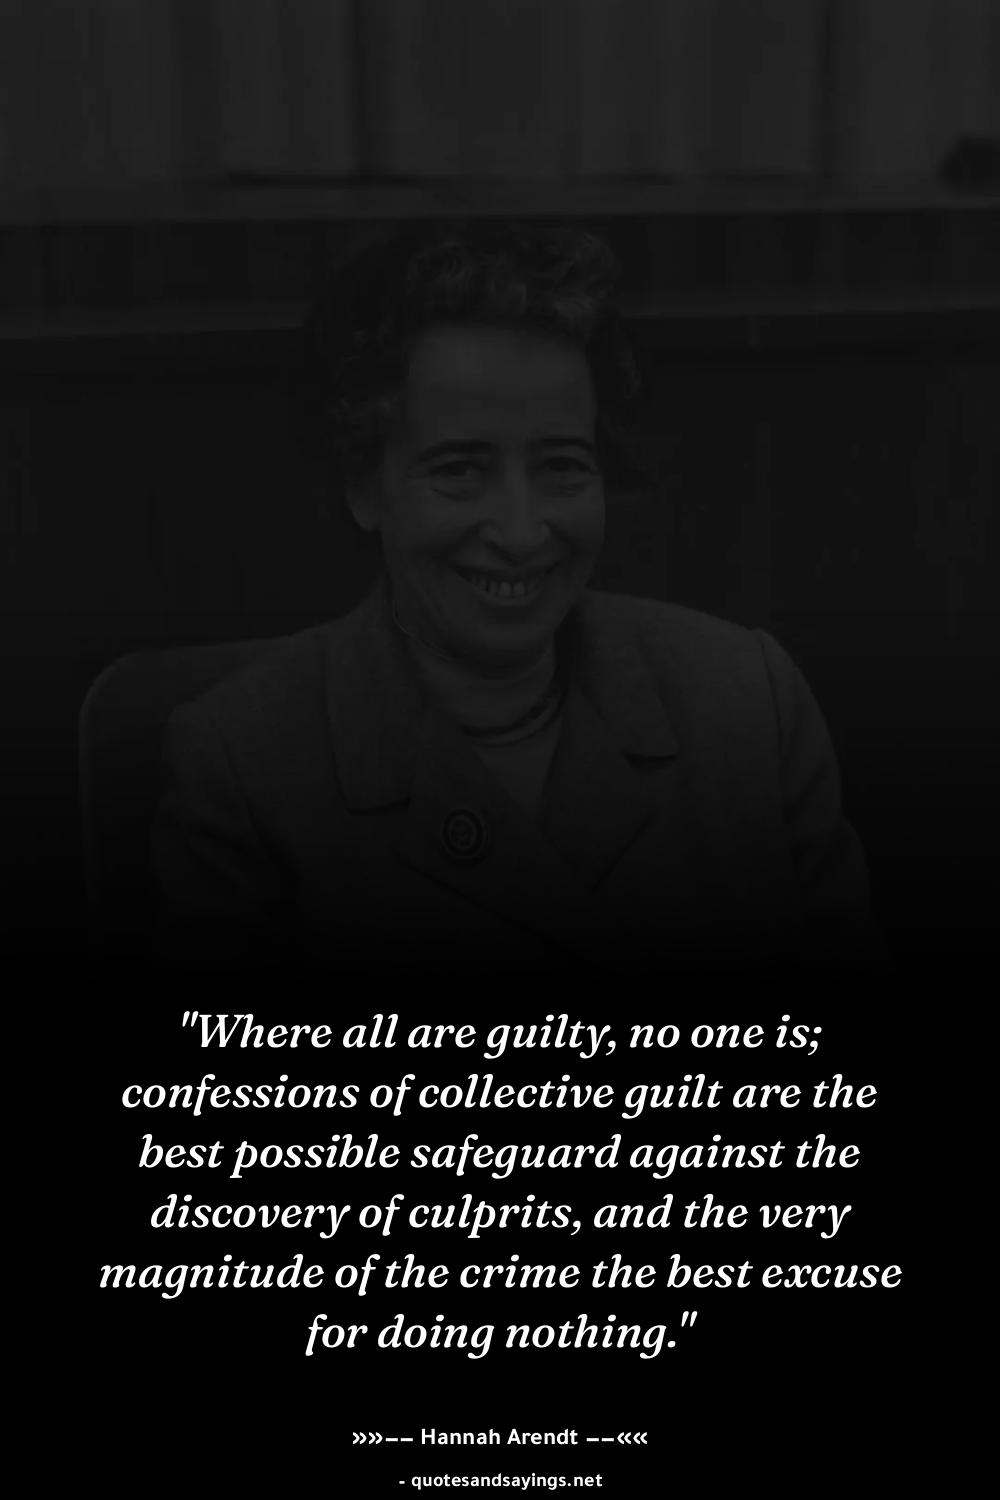 "Where all are guilty, no one is;
confessions of collective guilt are the
best possible safeguard against the
discovery of culprits, and the very
magnitude of the crime the best excuse
for doing nothing."
»»−− Hannah Arendt −−««
- quotesandsayings.net